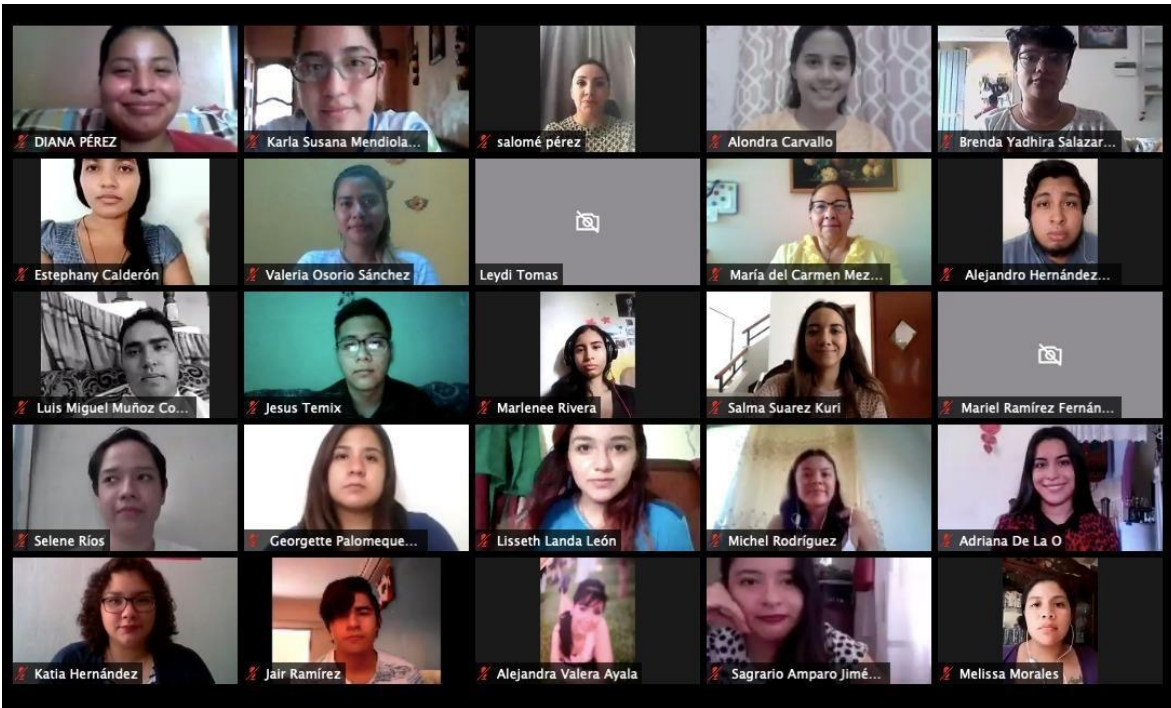 DIANA PÉREZ
Karla Susana Mendiola...
salomé pérez
Alondra Carvallo
Brenda Yadhira Salazar...
Estephany Calderón
Valeria Osorio Sánchez
Leydi Tomas
María del Carmen Mez...
Alejandro Hernández...
Luis Miguel Muñoz Co...
Jesus Temix
Marlenee Rivera
Salma Suarez Kuri
Mariel Ramírez Fernán...
Selene Ríos
Georgette Palomeque...
Lisseth Landa León
Michel Rodríguez
Adriana De La O
Katia Hernández
Jair Ramírez
Alejandra Valera Ayala
Sagrario Amparo Jimé...
Melissa Morales